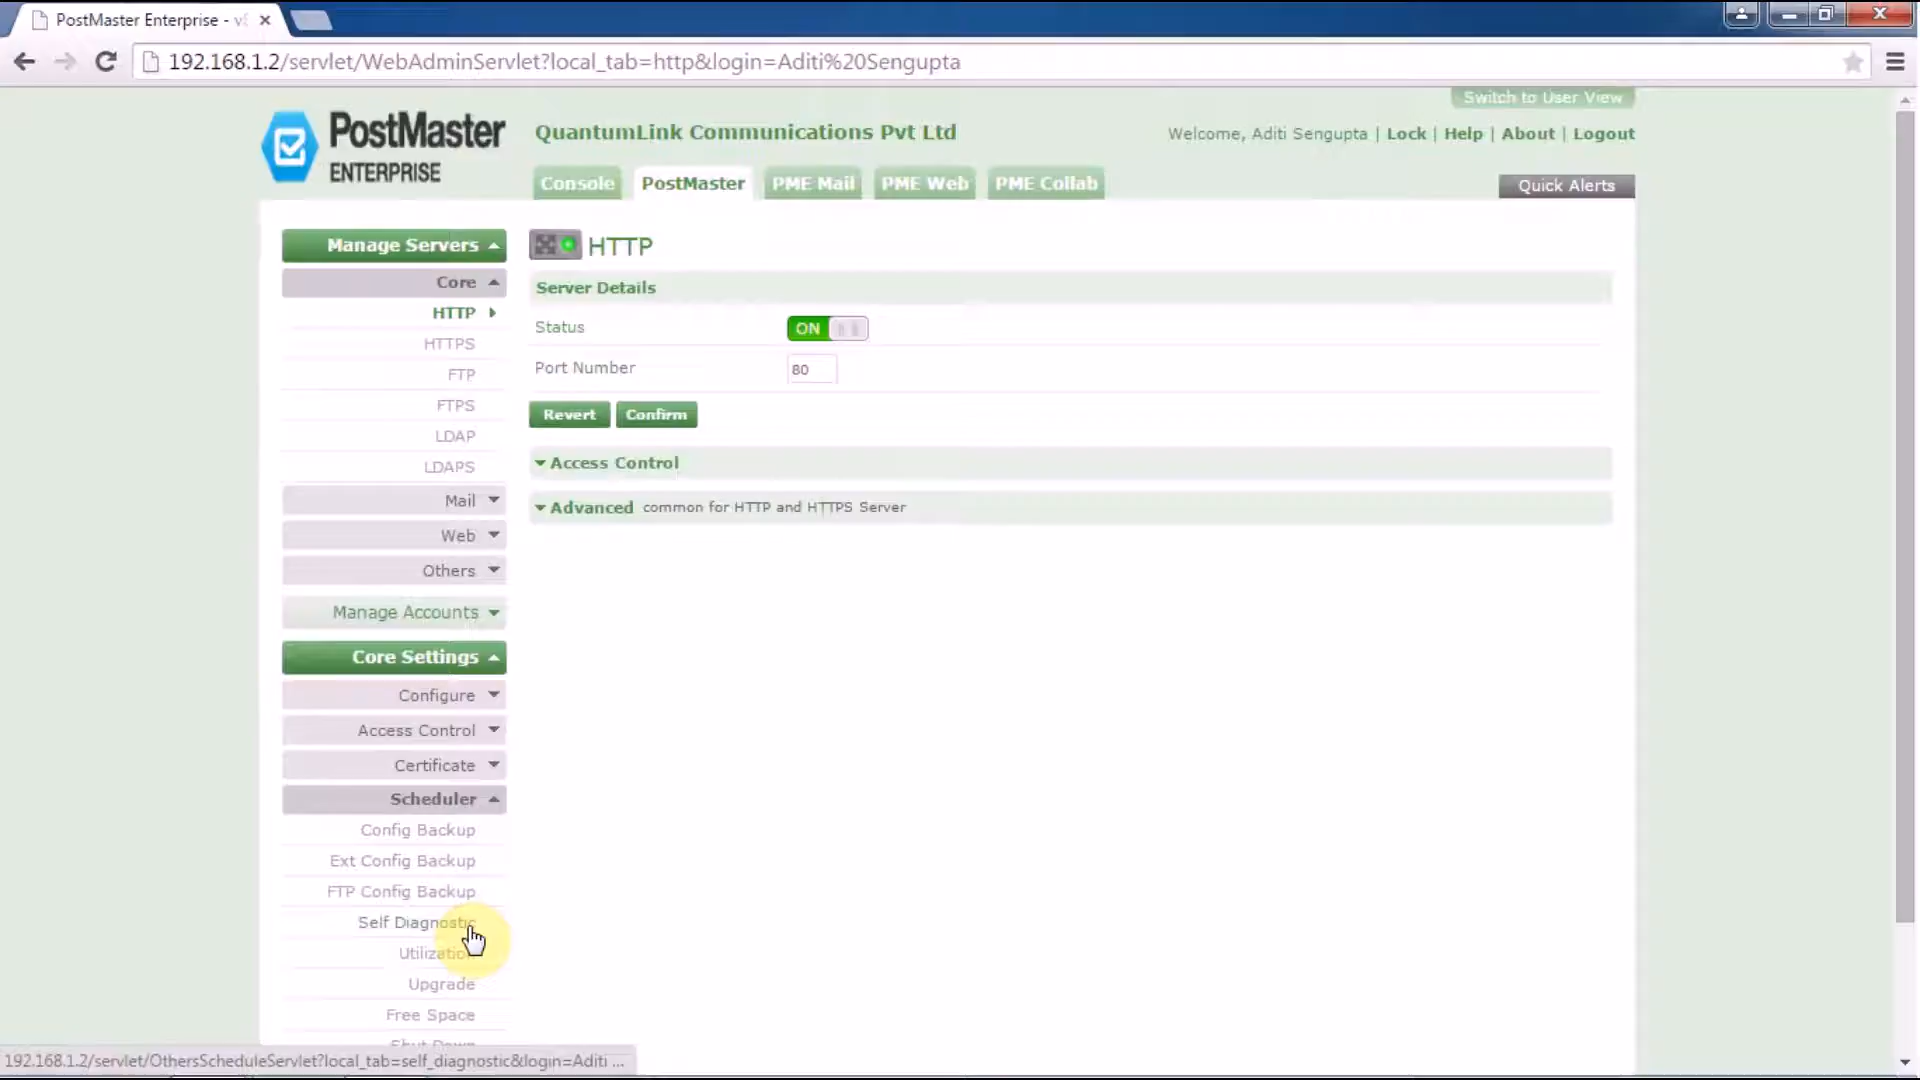 PostMaster Enterprise - v
192.168.1.2/servlet/WebAdminServlet?local_tab=http&login=Aditi%20Sengupta
Switch to User View
PostMaster
ENTERPRISE
QuantumLink Communications Pvt Ltd
Welcome, Aditi Sengupta | Lock | Help | About | Logout
Console PostMaster PME Mail PME Web PME Collab
Quick Alerts
Manage Servers
HTTP
Core
Server Details
HTTP
Status ON
HTTPS
Port Number 80
FTP
FTPS
Revert Confirm
LDAP
LDAPS
Access Control
Mail
Advanced common for HTTP and HTTPS Server
Web
Others
Manage Accounts
Core Settings
Configure
Access Control
Certificate
Scheduler
Config Backup
Ext Config Backup
FTP Config Backup
Self Diagnostic
Utilization
Upgrade
Free Space
Shut Down
192.168.1.2/servlet/OthersScheduleServlet?local_tab=self_diagnostic&login=Aditi ...